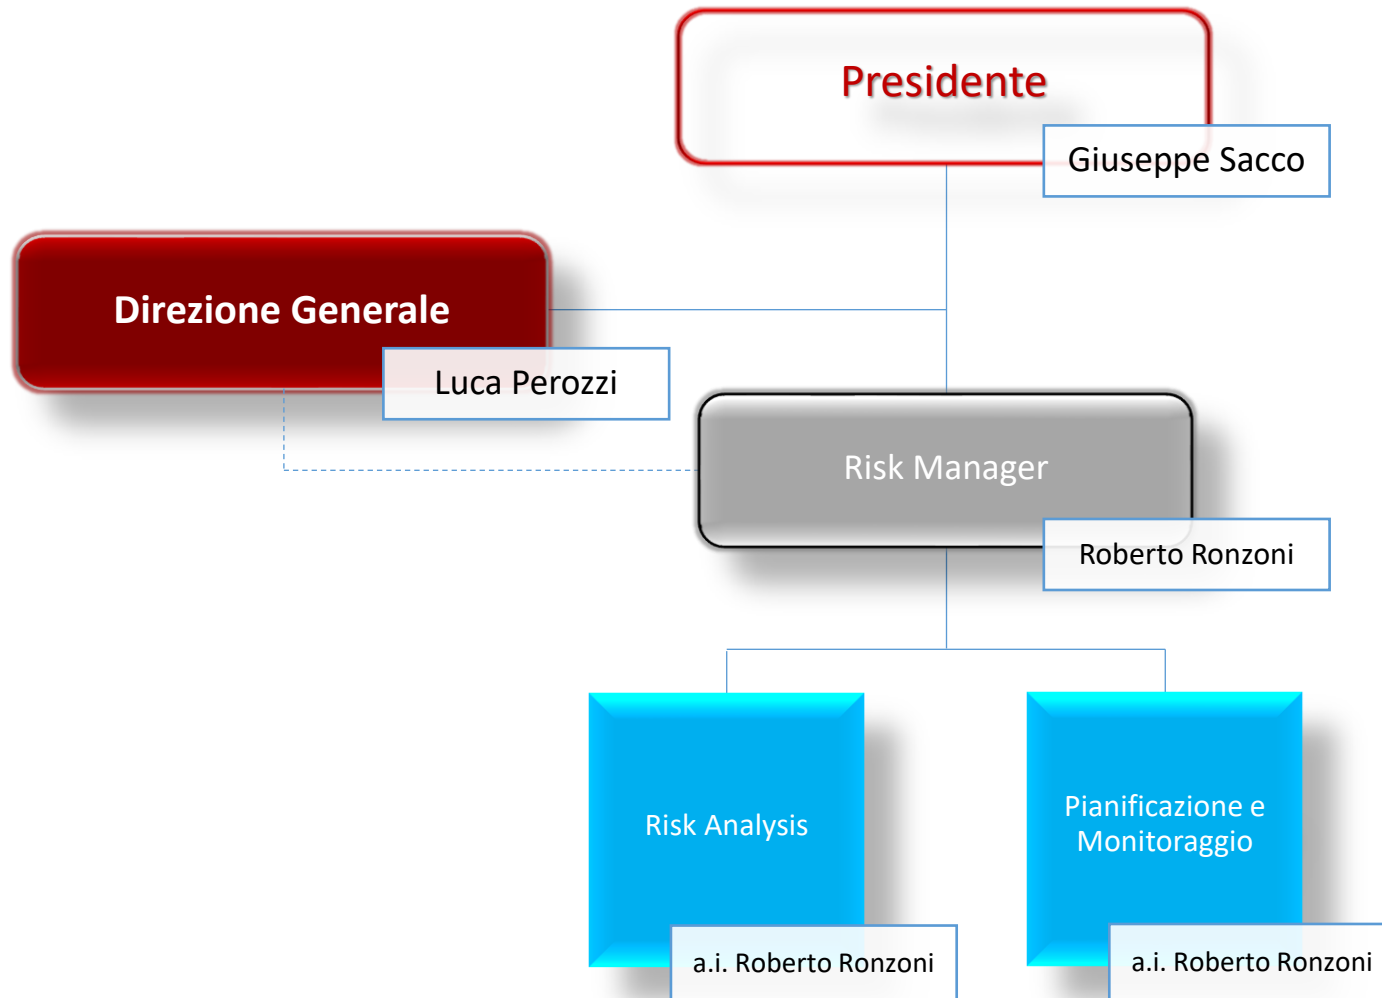 Presidente
Giuseppe Sacco
Direzione Generale
Luca Perozzi
Risk Manager
Roberto Ronzoni
Risk Analysis
a.i. Roberto Ronzoni
Pianificazione e
Monitoraggio
a.i. Roberto Ronzoni